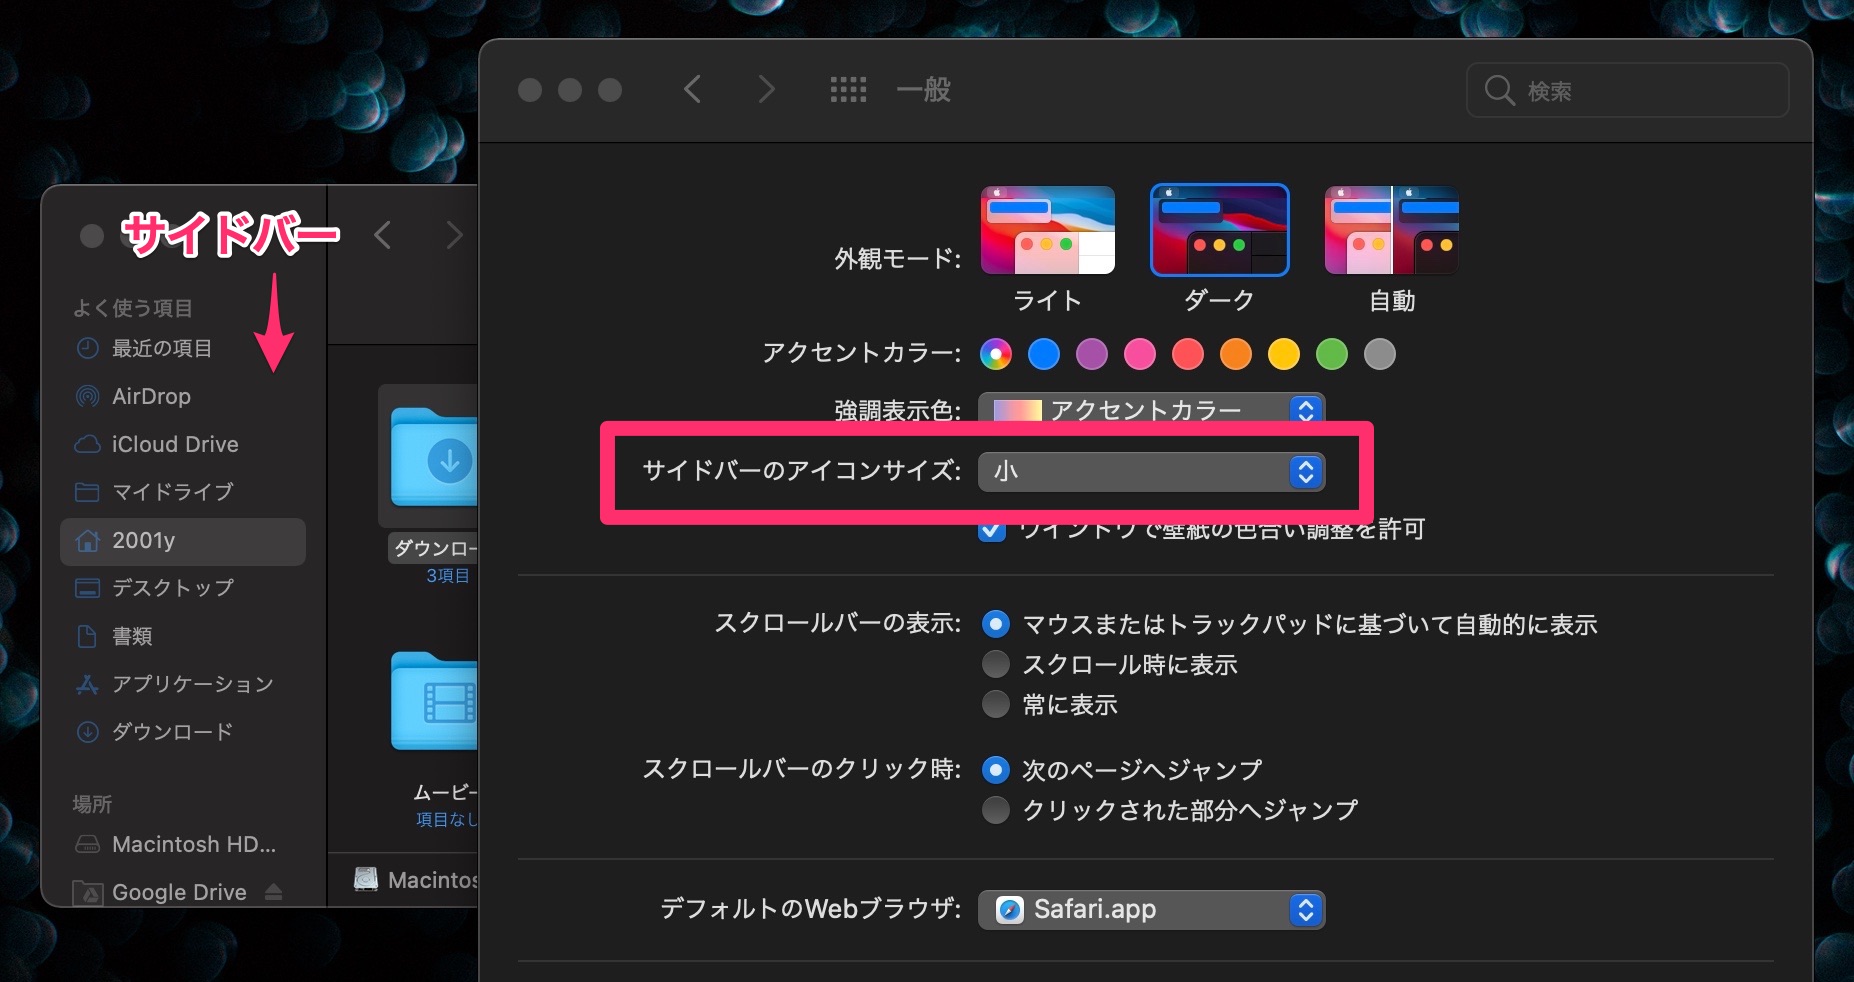 一般
検索
サイドバー
よく使う項目
最近の項目
AirDrop
iCloud Drive
マイドライブ
2001y
デスクトップ
書類
アプリケーション
ダウンロード
場所
Macintosh HD...
Google Drive
ダウンロー
3項目
ムービー
項目なし
Macintos
外観モード:
ライト
ダーク
自動
アクセントカラー:
強調表示色: アクセントカラー
サイドバーのアイコンサイズ: 小
ウインドウで壁紙の色合い調整を許可
スクロールバーの表示: マウスまたはトラックパッドに基づいて自動的に表示
スクロール時に表示
常に表示
スクロールバーのクリック時: 次のページへジャンプ
クリックされた部分へジャンプ
デフォルトのWebブラウザ: Safari.app